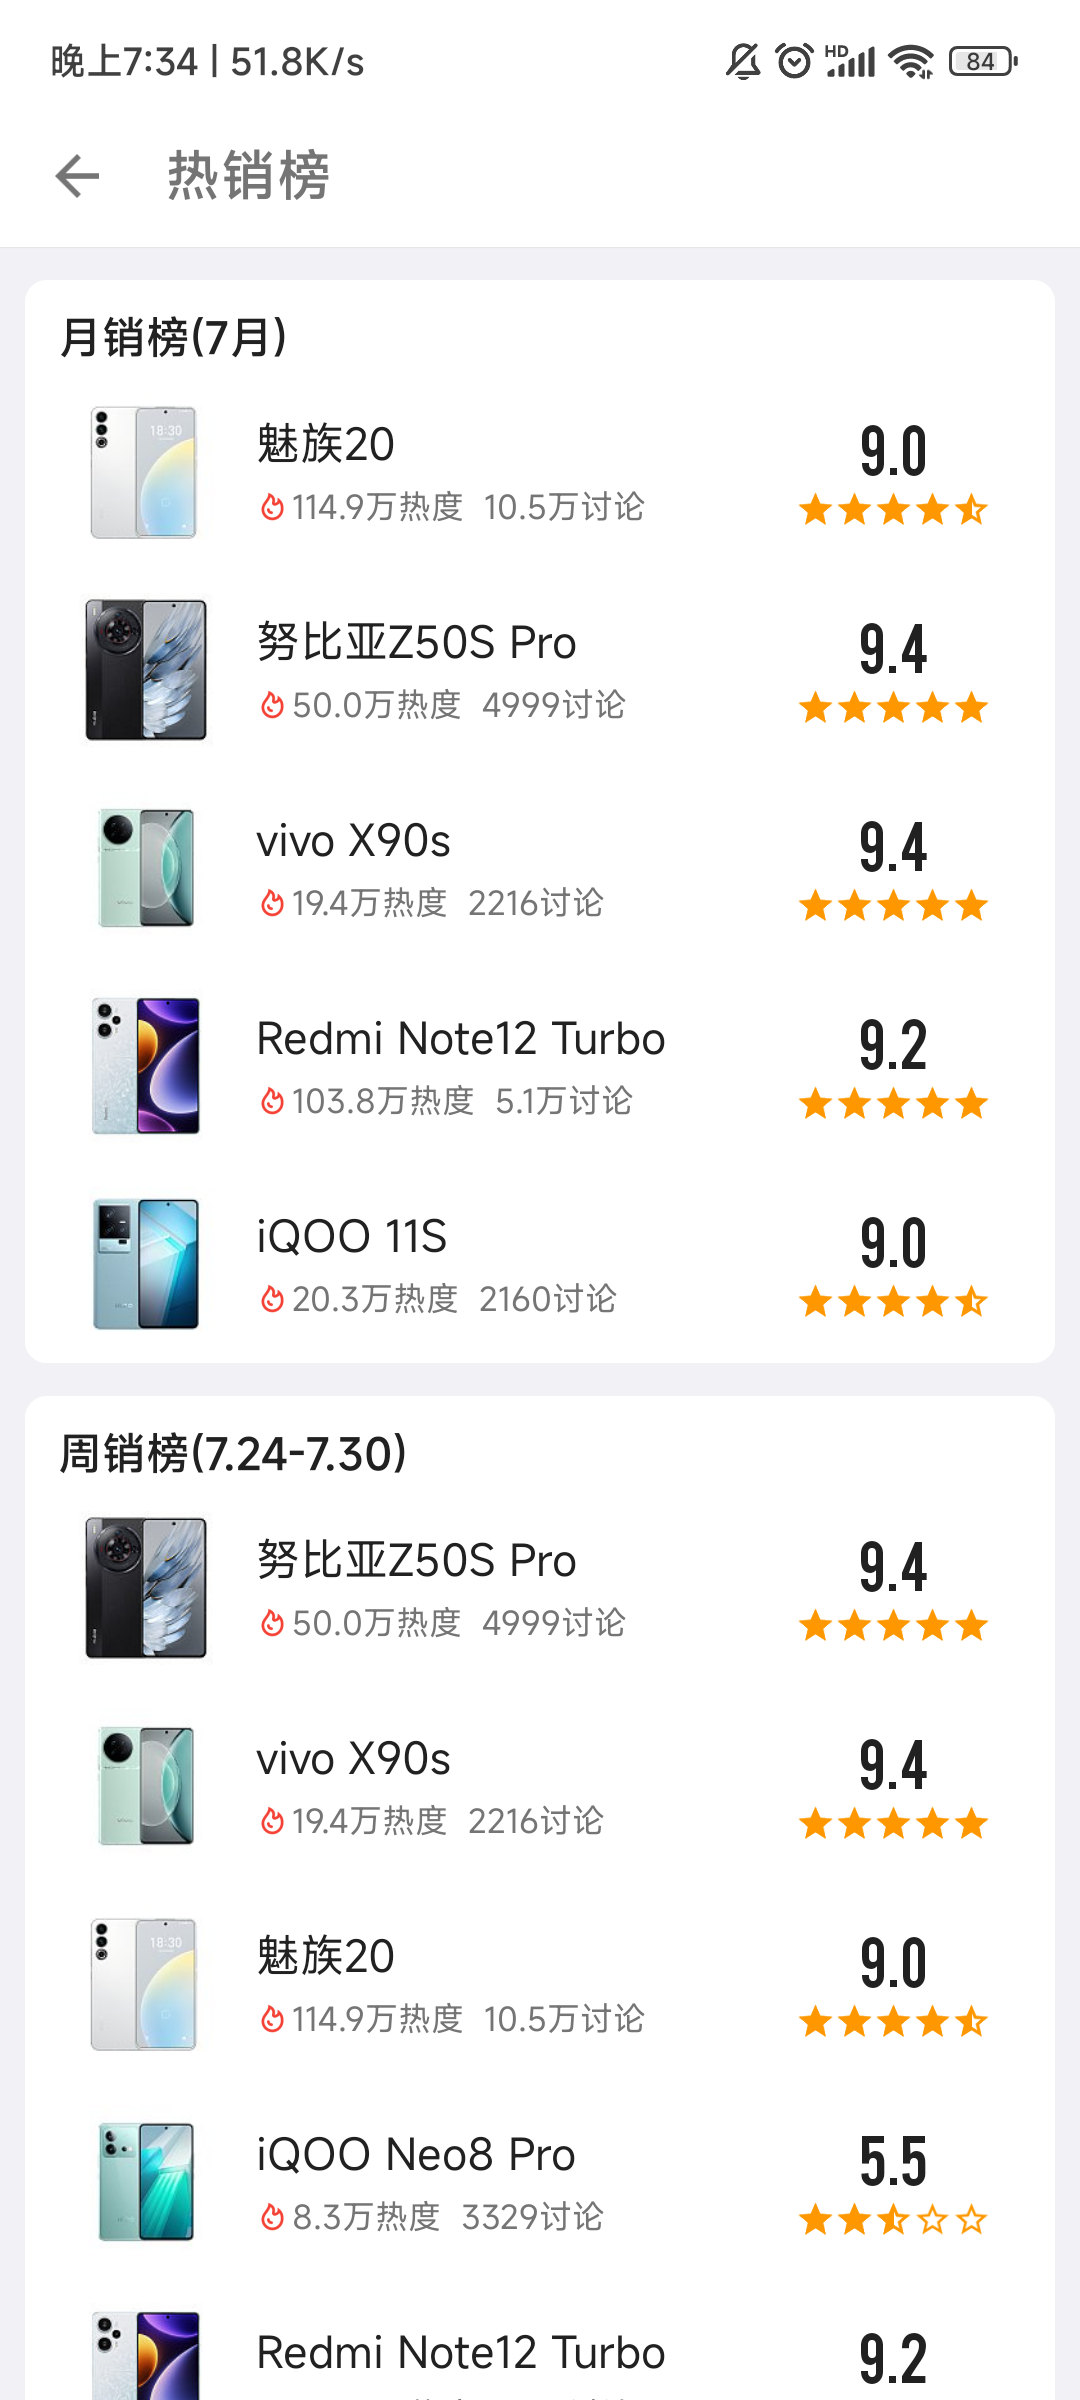 晚上7:34 | 51.8K/s
HD
84
热销榜
月销榜(7月)
18:30
魅族20
9.0
114.9万热度 10.5万讨论
努比亚Z50S Pro
9.4
50.0万热度 4999讨论
vivo X90s
9.4
19.4万热度 2216讨论
Redmi Note12 Turbo
9.2
103.8万热度 5.1万讨论
iQOO 11S
9.0
20.3万热度 2160讨论
周销榜(7.24-7.30)
努比亚Z50S Pro
9.4
50.0万热度 4999讨论
vivo X90s
9.4
19.4万热度 2216讨论
18:30
魅族20
9.0
114.9万热度 10.5万讨论
iQOO Neo8 Pro
5.5
8.3万热度 3329讨论
Redmi Note12 Turbo
9.2